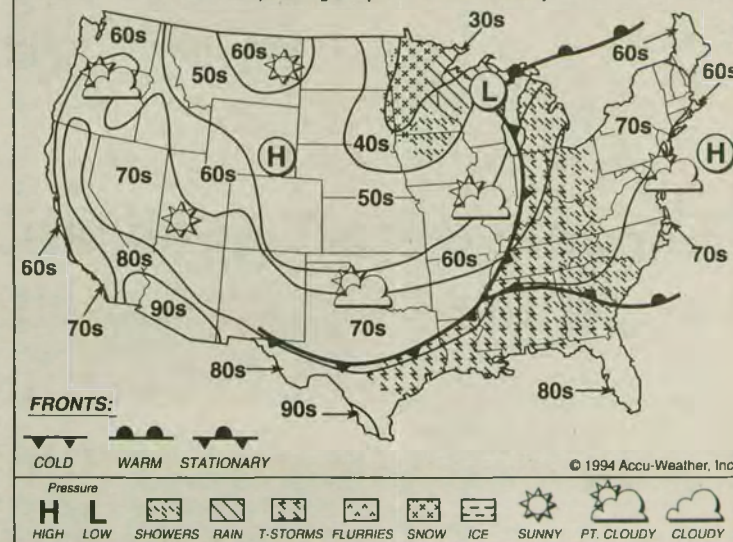 30s
60s
60s
60s
50s
60s
60s
L
70s
40s
H
H
70s
60s
50s
60s
80s
60s
70s
90s
70s
70s
80s
80s
90s
FRONTS:
COLD WARM STATIONARY
© 1994 Accu-Weather, Inc
Pressure
H L
HIGH LOW SHOWERS RAIN T-STORMS FLURRIES SNOW ICE SUNNY PT. CLOUDY CLOUDY